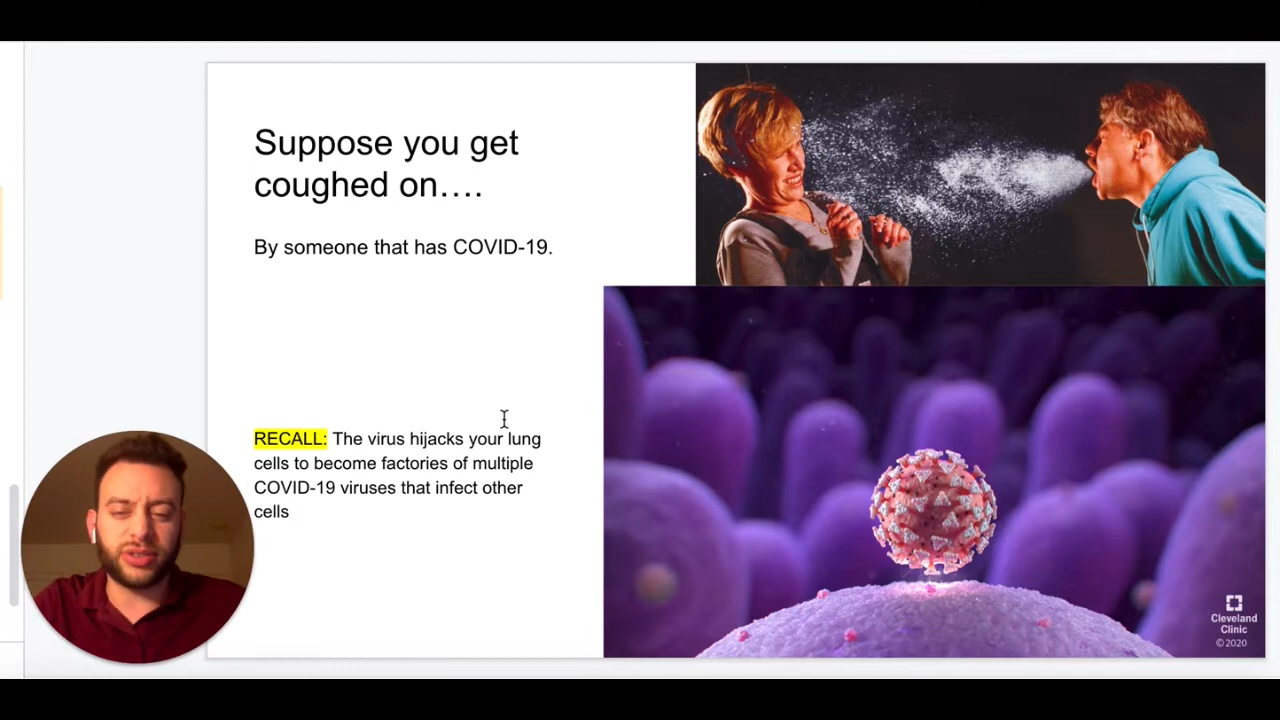 Suppose you get
coughed on….
By someone that has COVID-19.
RECALL: The virus hijacks your lung
cells to become factories of multiple
COVID-19 viruses that infect other
cells
Cleveland
Clinic
©2020